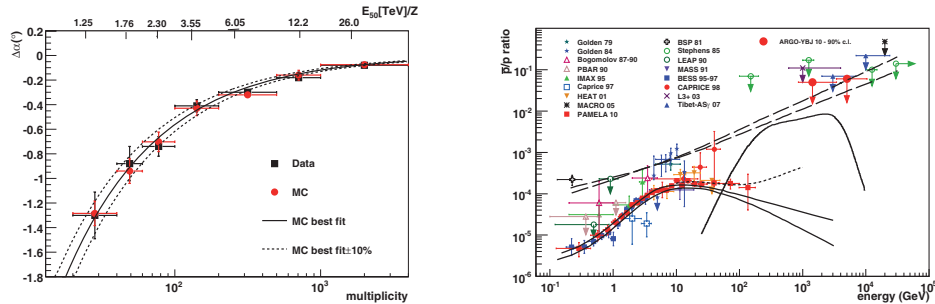 E50[TeV]/Z
1.25 1.76 2.30 3.55 6.05 12.2 26.0
Δα(°)
0.2
0
-0.2
-0.4
-0.6
-0.8
-1
-1.2
-1.4
-1.6
-1.8
Data
MC
MC best fit
MC best fit±10%
10²
10³
multiplicity
p̅/p ratio
1
10⁻¹
10⁻²
10⁻³
10⁻⁴
10⁻⁵
10⁻⁶
Golden 79
Golden 84
Bogomolov 87-90
PBAR 90
IMAX 95
Caprice 97
HEAT 01
MACRO 05
PAMELA 10
BSP 81
Stephens 85
LEAP 90
MASS 91
BESS 95-97
CAPRICE 98
L3+ 03
Tibet-ASγ 07
ARGO-YBJ 10 - 90% c.l.
10⁻¹ 1 10 10² 10³ 10⁴ 10⁵
energy (GeV)